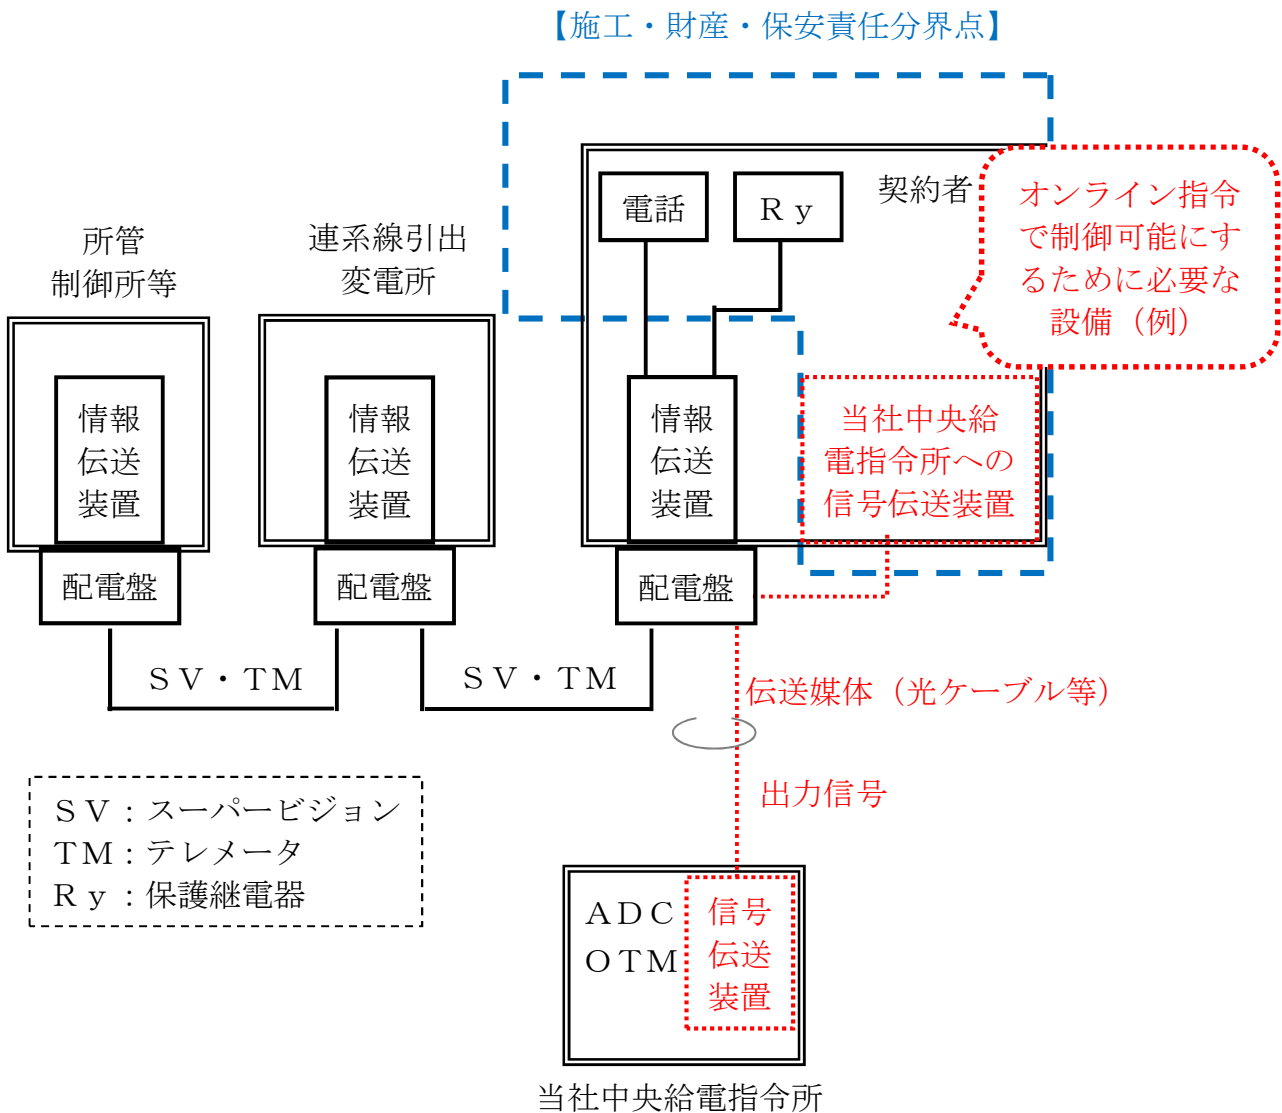 【施工・財産・保安責任分界点】
契約者
電話
Ｒｙ
オンライン指令
で制御可能にす
るために必要な
設備（例）
所管
制御所等
連系線引出
変電所
情報
伝送
装置
情報
伝送
装置
情報
伝送
装置
当社中央給
電指令所への
信号伝送装置
配電盤
配電盤
配電盤
ＳＶ・ＴＭ
ＳＶ・ＴＭ
伝送媒体（光ケーブル等）
出力信号
ＳＶ：スーパービジョン
ＴＭ：テレメータ
Ｒｙ：保護継電器
ＡＤＣ
ＯＴＭ
信号
伝送
装置
当社中央給電指令所